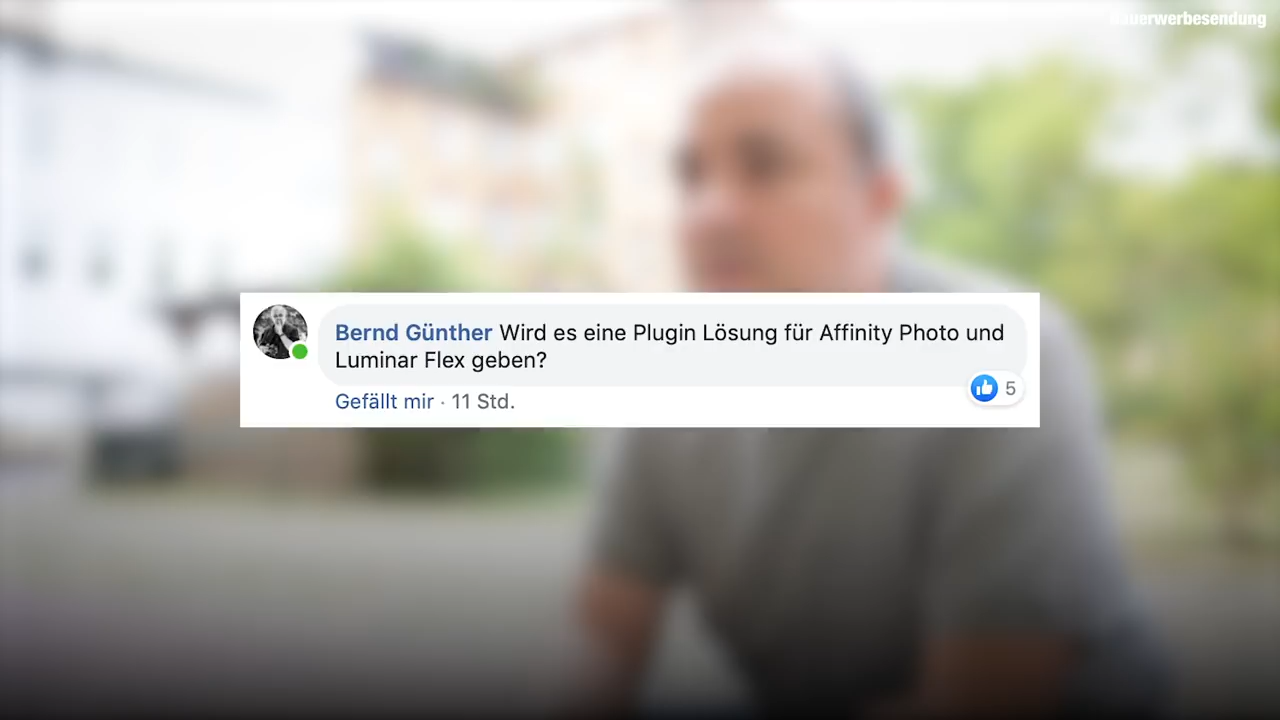 Dauerwerbesendung
Bernd Günther Wird es eine Plugin Lösung für Affinity Photo und
Luminar Flex geben?
Gefällt mir · 11 Std.
5